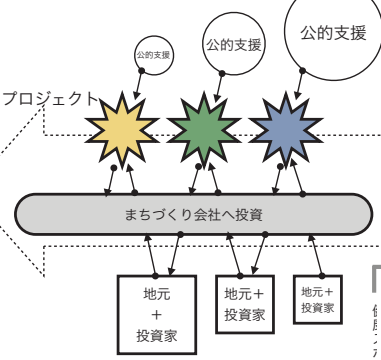 公的支援
公的支援
公的支援
プロジェクト
まちづくり会社へ投資
地元
+
投資家
地元+
投資家
地元+
投資家